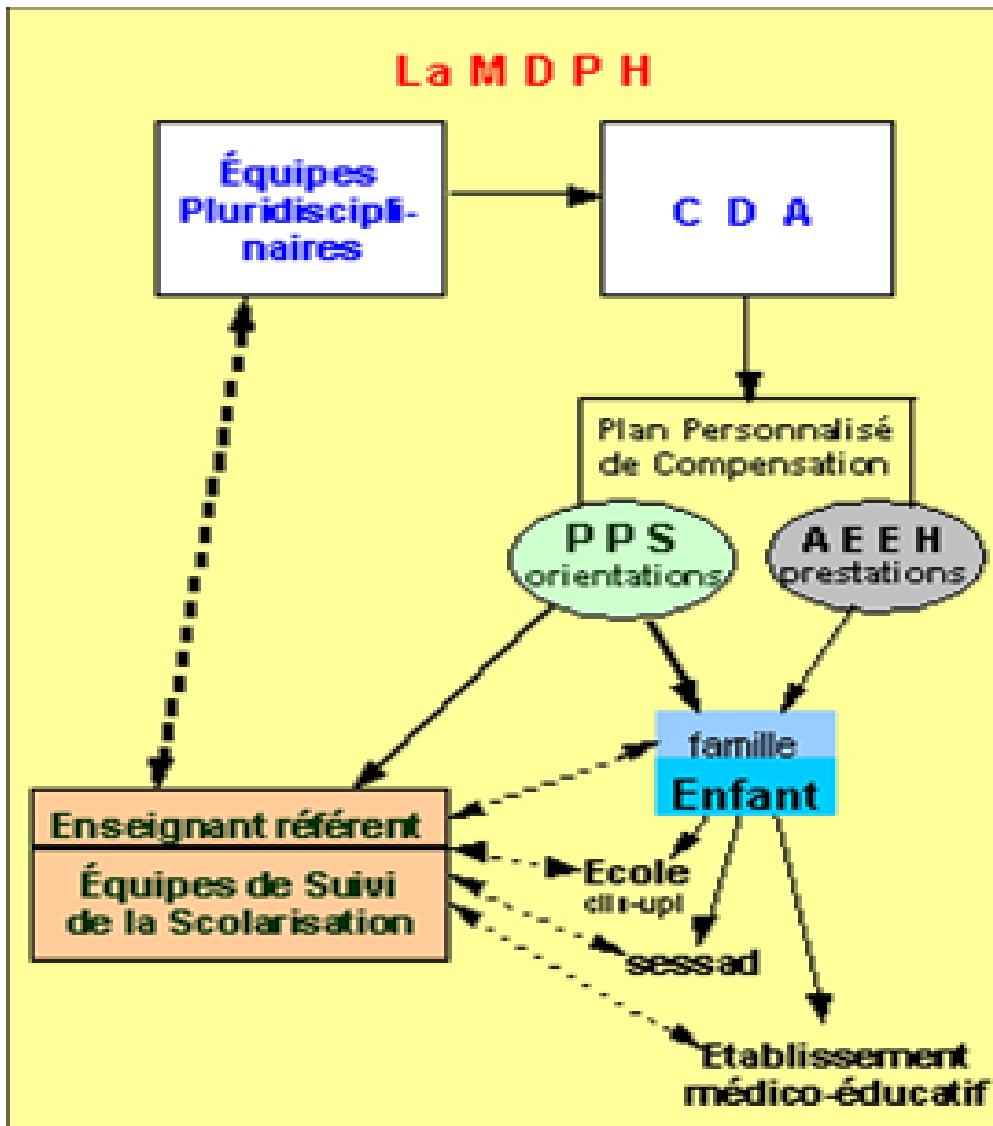 La M D P H
Équipes
Pluridiscipli-
naires
C D A
Plan Personnalisé
de Compensation
P P S
orientations
A E E H
prestations
famille
Enfant
Enseignant référent
Équipes de Suivi
de la Scolarisation
Ecole
sessad
Etablissement
médico-éducatif